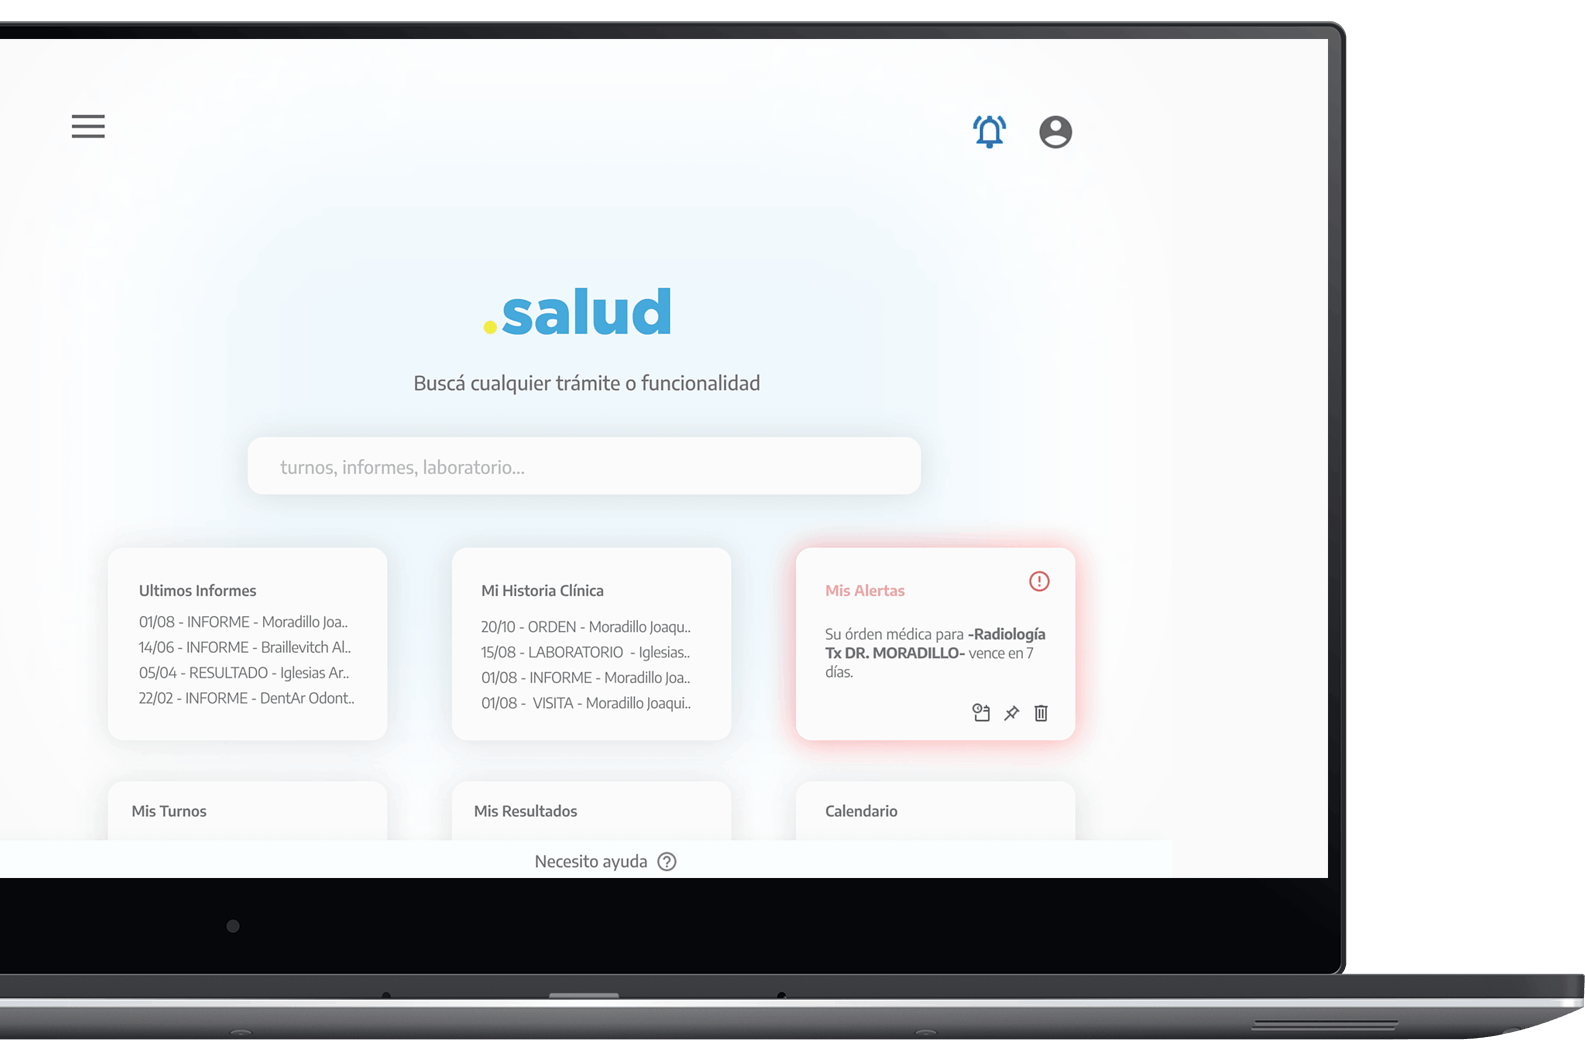 .salud
Buscá cualquier trámite o funcionalidad
turnos, informes, laboratorio...
Ultimos Informes
01/08 - INFORME - Moradillo Joa..
14/06 - INFORME - Braillevitch Al..
05/04 - RESULTADO - Iglesias Ar..
22/02 - INFORME - DentAr Odont..
Mi Historia Clínica
20/10 - ORDEN - Moradillo Joaqu..
15/08 - LABORATORIO - Iglesias..
01/08 - INFORME - Moradillo Joa..
01/08 - VISITA - Moradillo Joaqui..
Mis Alertas
Su órden médica para -Radiología
Tx DR. MORADILLO- vence en 7
días.
Mis Turnos
Mis Resultados
Calendario
Necesito ayuda